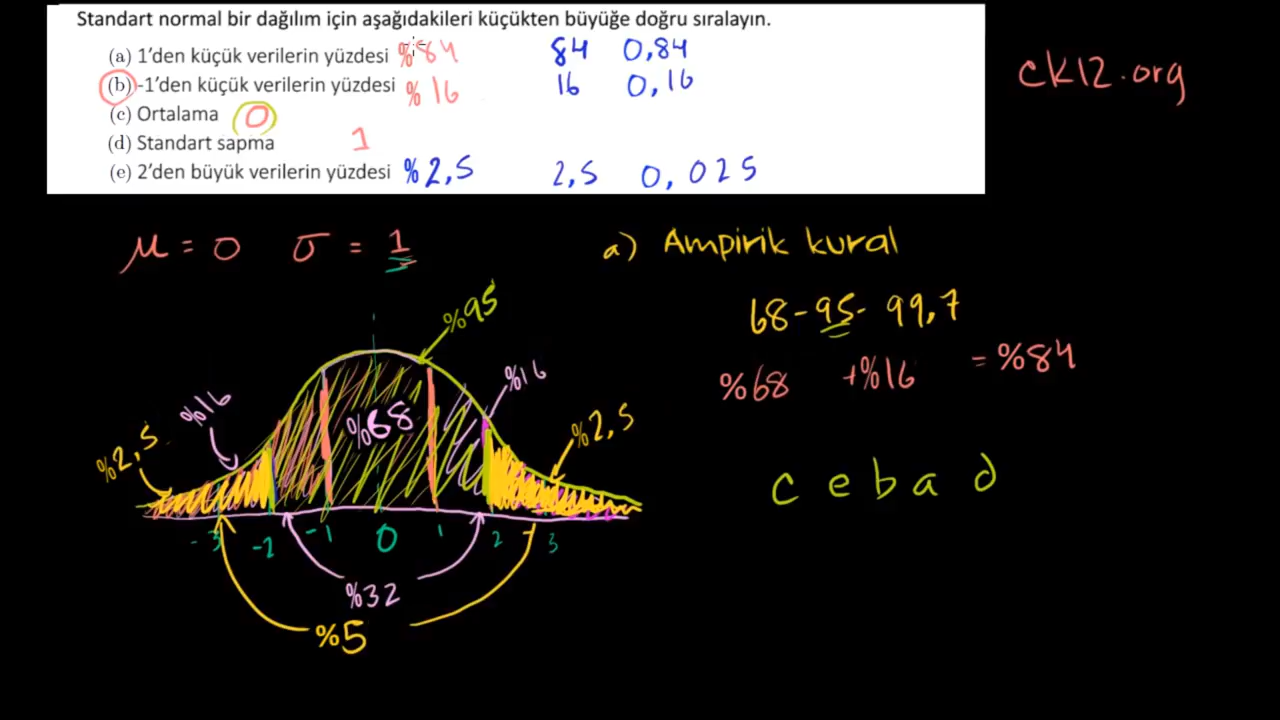 Standart normal bir dağılım için aşağıdakileri küçükten büyüğe doğru sıralayın.
(a) 1'den küçük verilerin yüzdesi %84 84 0,84
(b) -1'den küçük verilerin yüzdesi %16 16 0,16
(c) Ortalama 0
(d) Standart sapma 1
(e) 2'den büyük verilerin yüzdesi %2,5 2,5 0,025
ck12.org
μ = 0 σ = 1
a) Ampirik kural
68-95-99,7
%68 +%16 = %84
c e b a d
%95
%16
%16
%68
%2,5
%2,5
-3 -2 -1 0 1 2 3
%32
%5